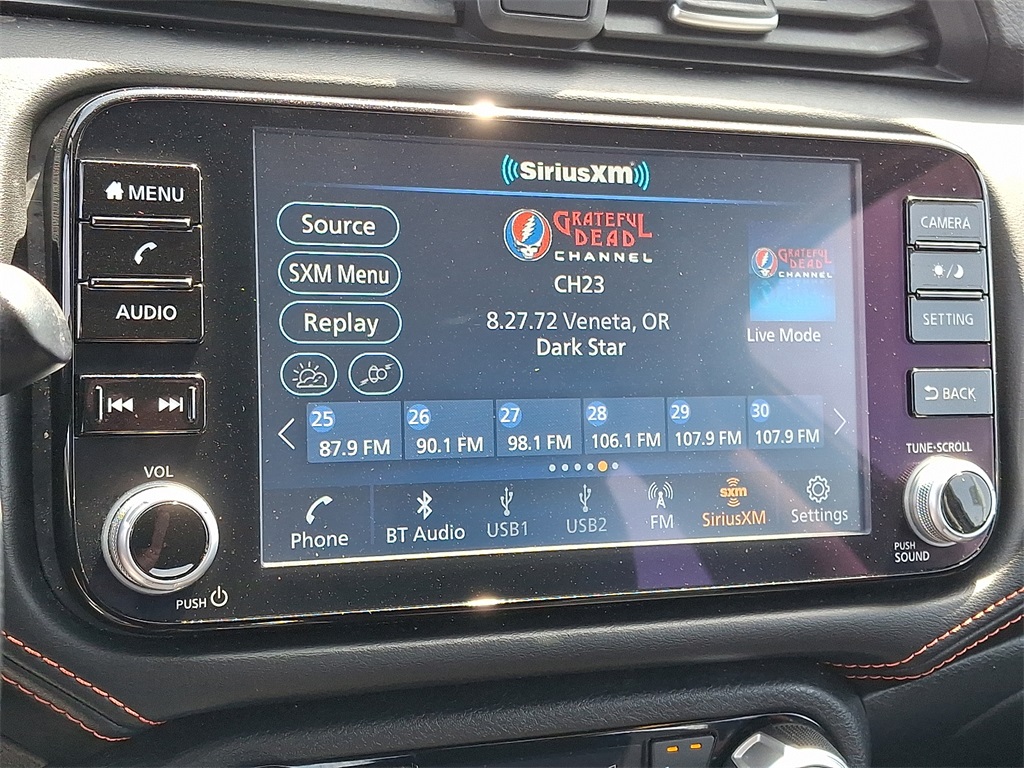 SiriusXM
MENU
AUDIO
VOL
PUSH
Source
SXM Menu
Replay
GRATEFUL
DEAD
CHANNEL
CH23
8.27.72 Veneta, OR
Dark Star
GRATEFUL
DEAD
CHANNEL
Live Mode
25 26 27 28 29 30
87.9 FM 90.1 FM 98.1 FM 106.1 FM 107.9 FM 107.9 FM
sxm
Phone BT Audio USB1 USB2 FM SiriusXM Settings
CAMERA
SETTING
BACK
TUNE•SCROLL
PUSH
SOUND